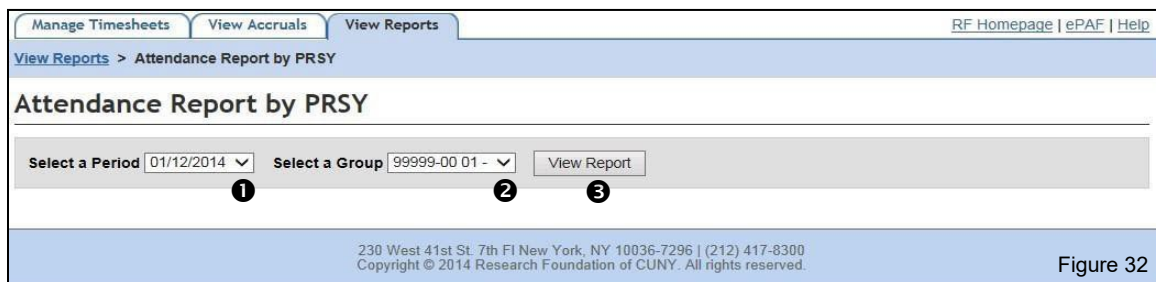 Manage Timesheets View Accruals View Reports RF Homepage | ePAF | Help
View Reports > Attendance Report by PRSY
Attendance Report by PRSY
Select a Period 01/12/2014 Select a Group 99999-00 01 - View Report
❶ ❷ ❸
230 West 41st St. 7th Fl New York, NY 10036-7296 | (212) 417-8300
Copyright © 2014 Research Foundation of CUNY. All rights reserved.
Figure 32